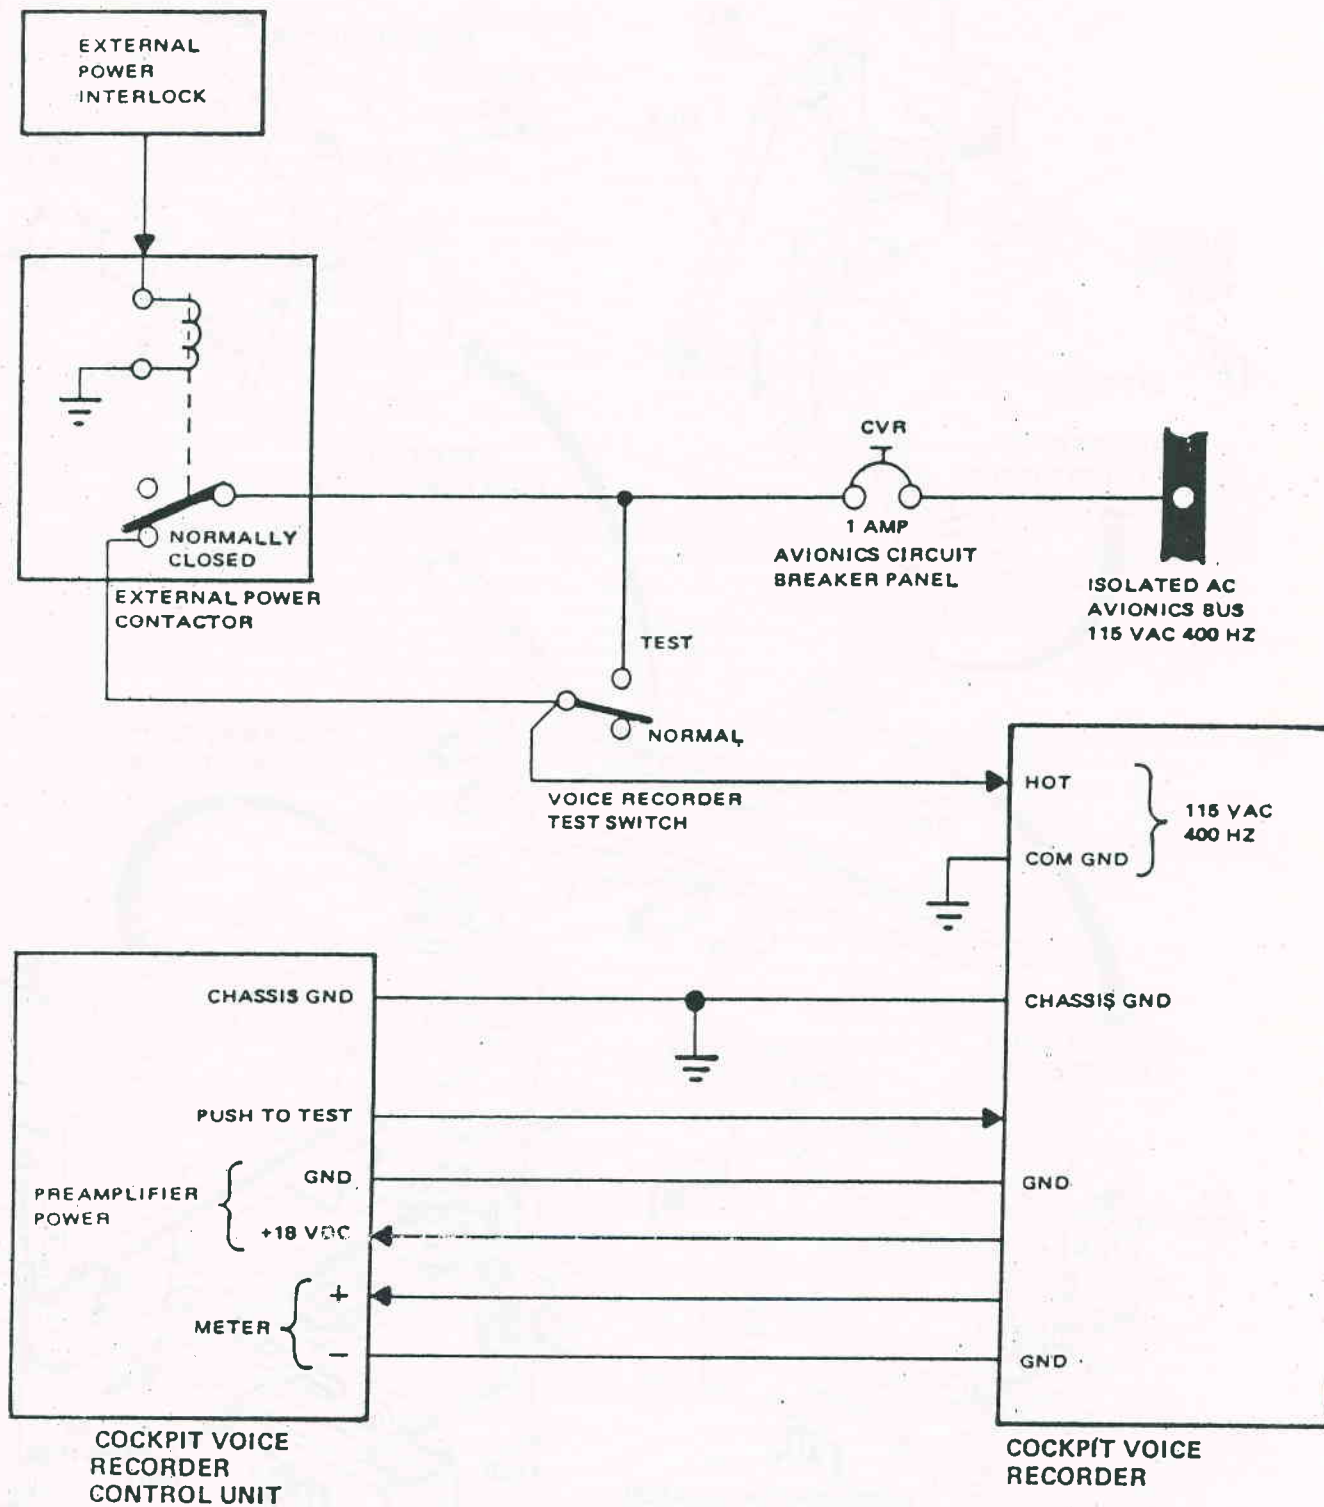 EXTERNAL
POWER
INTERLOCK
NORMALLY
CLOSED
EXTERNAL POWER
CONTACTOR
CVR
1 AMP
AVIONICS CIRCUIT
BREAKER PANEL
ISOLATED AC
AVIONICS BUS
115 VAC 400 HZ
TEST
NORMAL
VOICE RECORDER
TEST SWITCH
HOT
COM GND
115 VAC
400 HZ
CHASSIS GND
CHASSIS GND
PUSH TO TEST
PREAMPLIFIER
POWER
GND
GND
+18 VDC
METER
+
−
GND
COCKPIT VOICE
RECORDER
CONTROL UNIT
COCKPIT VOICE
RECORDER